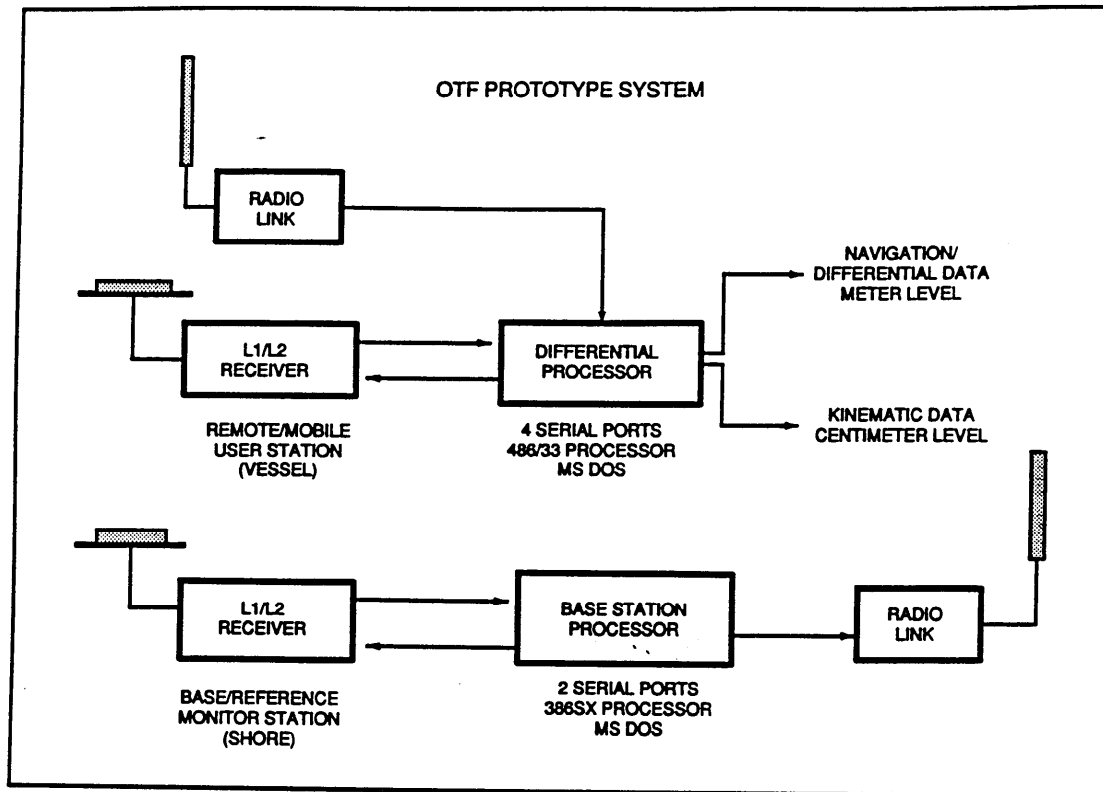 OTF PROTOTYPE SYSTEM
RADIO
LINK
NAVIGATION/
DIFFERENTIAL DATA
METER LEVEL
L1/L2
RECEIVER
DIFFERENTIAL
PROCESSOR
REMOTE/MOBILE
USER STATION
(VESSEL)
4 SERIAL PORTS
486/33 PROCESSOR
MS DOS
KINEMATIC DATA
CENTIMETER LEVEL
L1/L2
RECEIVER
BASE STATION
PROCESSOR
RADIO
LINK
BASE/REFERENCE
MONITOR STATION
(SHORE)
2 SERIAL PORTS
386SX PROCESSOR
MS DOS